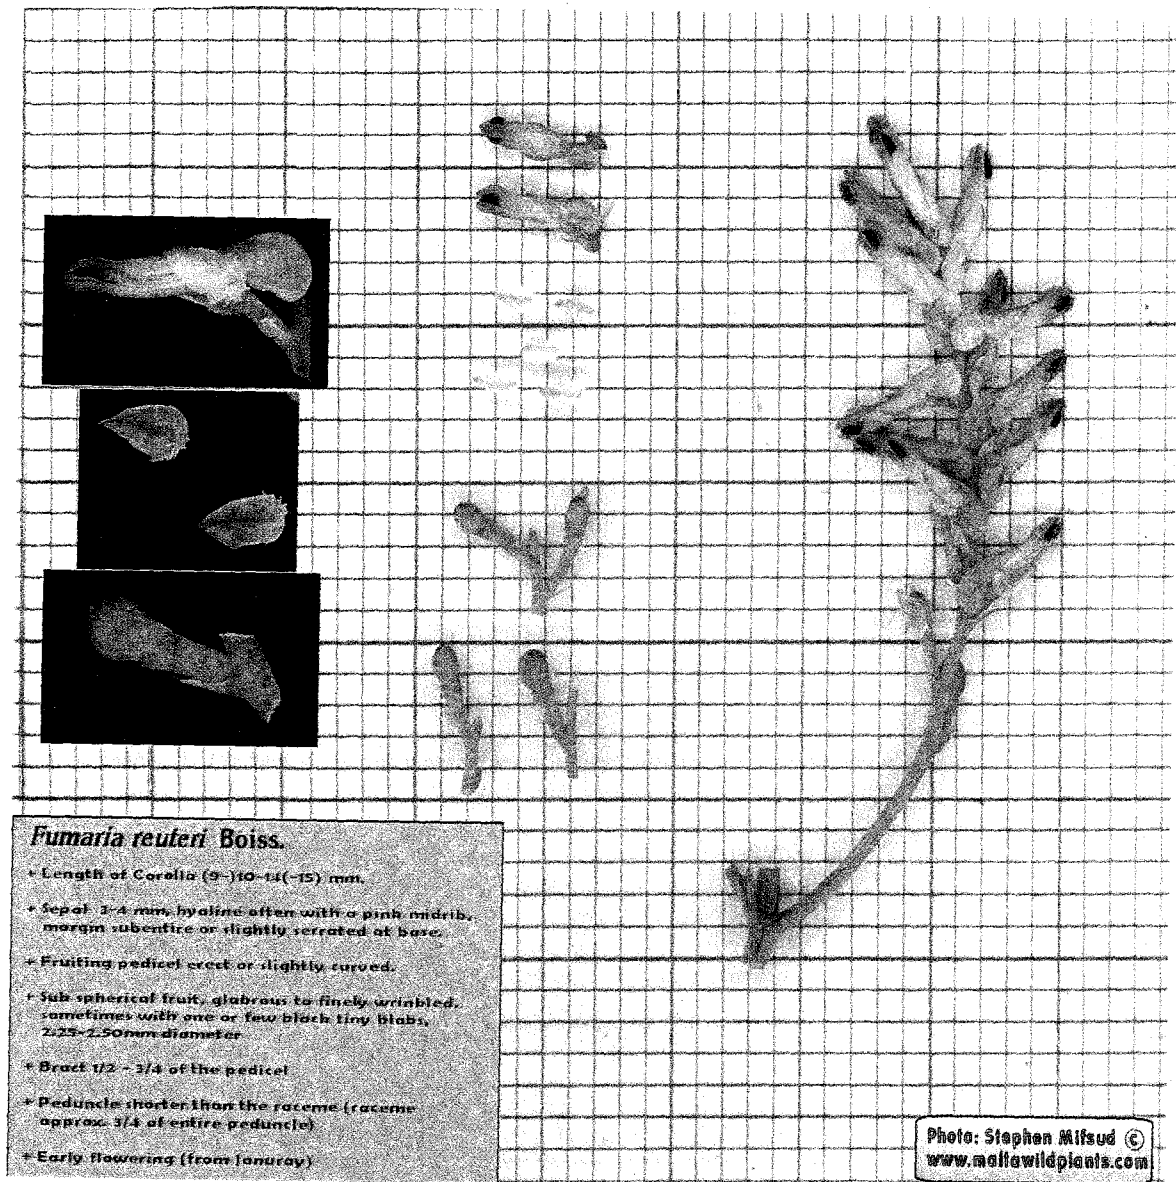 Fumaria reuteri Boiss.
+ Length of Corolla (9-)10-14(-15) mm.
+ Sepal 3-4 mm, hyaline often with a pink midrib,
margin subentire or slightly serrated at base.
+ Fruiting pedicel erect or slightly curved.
+ Sub spherical fruit, glabrous to finely wrinbled,
sometimes with one or few black tiny blabs,
2.25-2.50mm diameter
+ Bract 1/2 - 3/4 of the pedicel
+ Peduncle shorter than the raceme (raceme
approx. 3/4 of entire peduncle)
+ Early flowering (from Januray)
Photo: Stephen Mifsud ©
www.maltawildplants.com